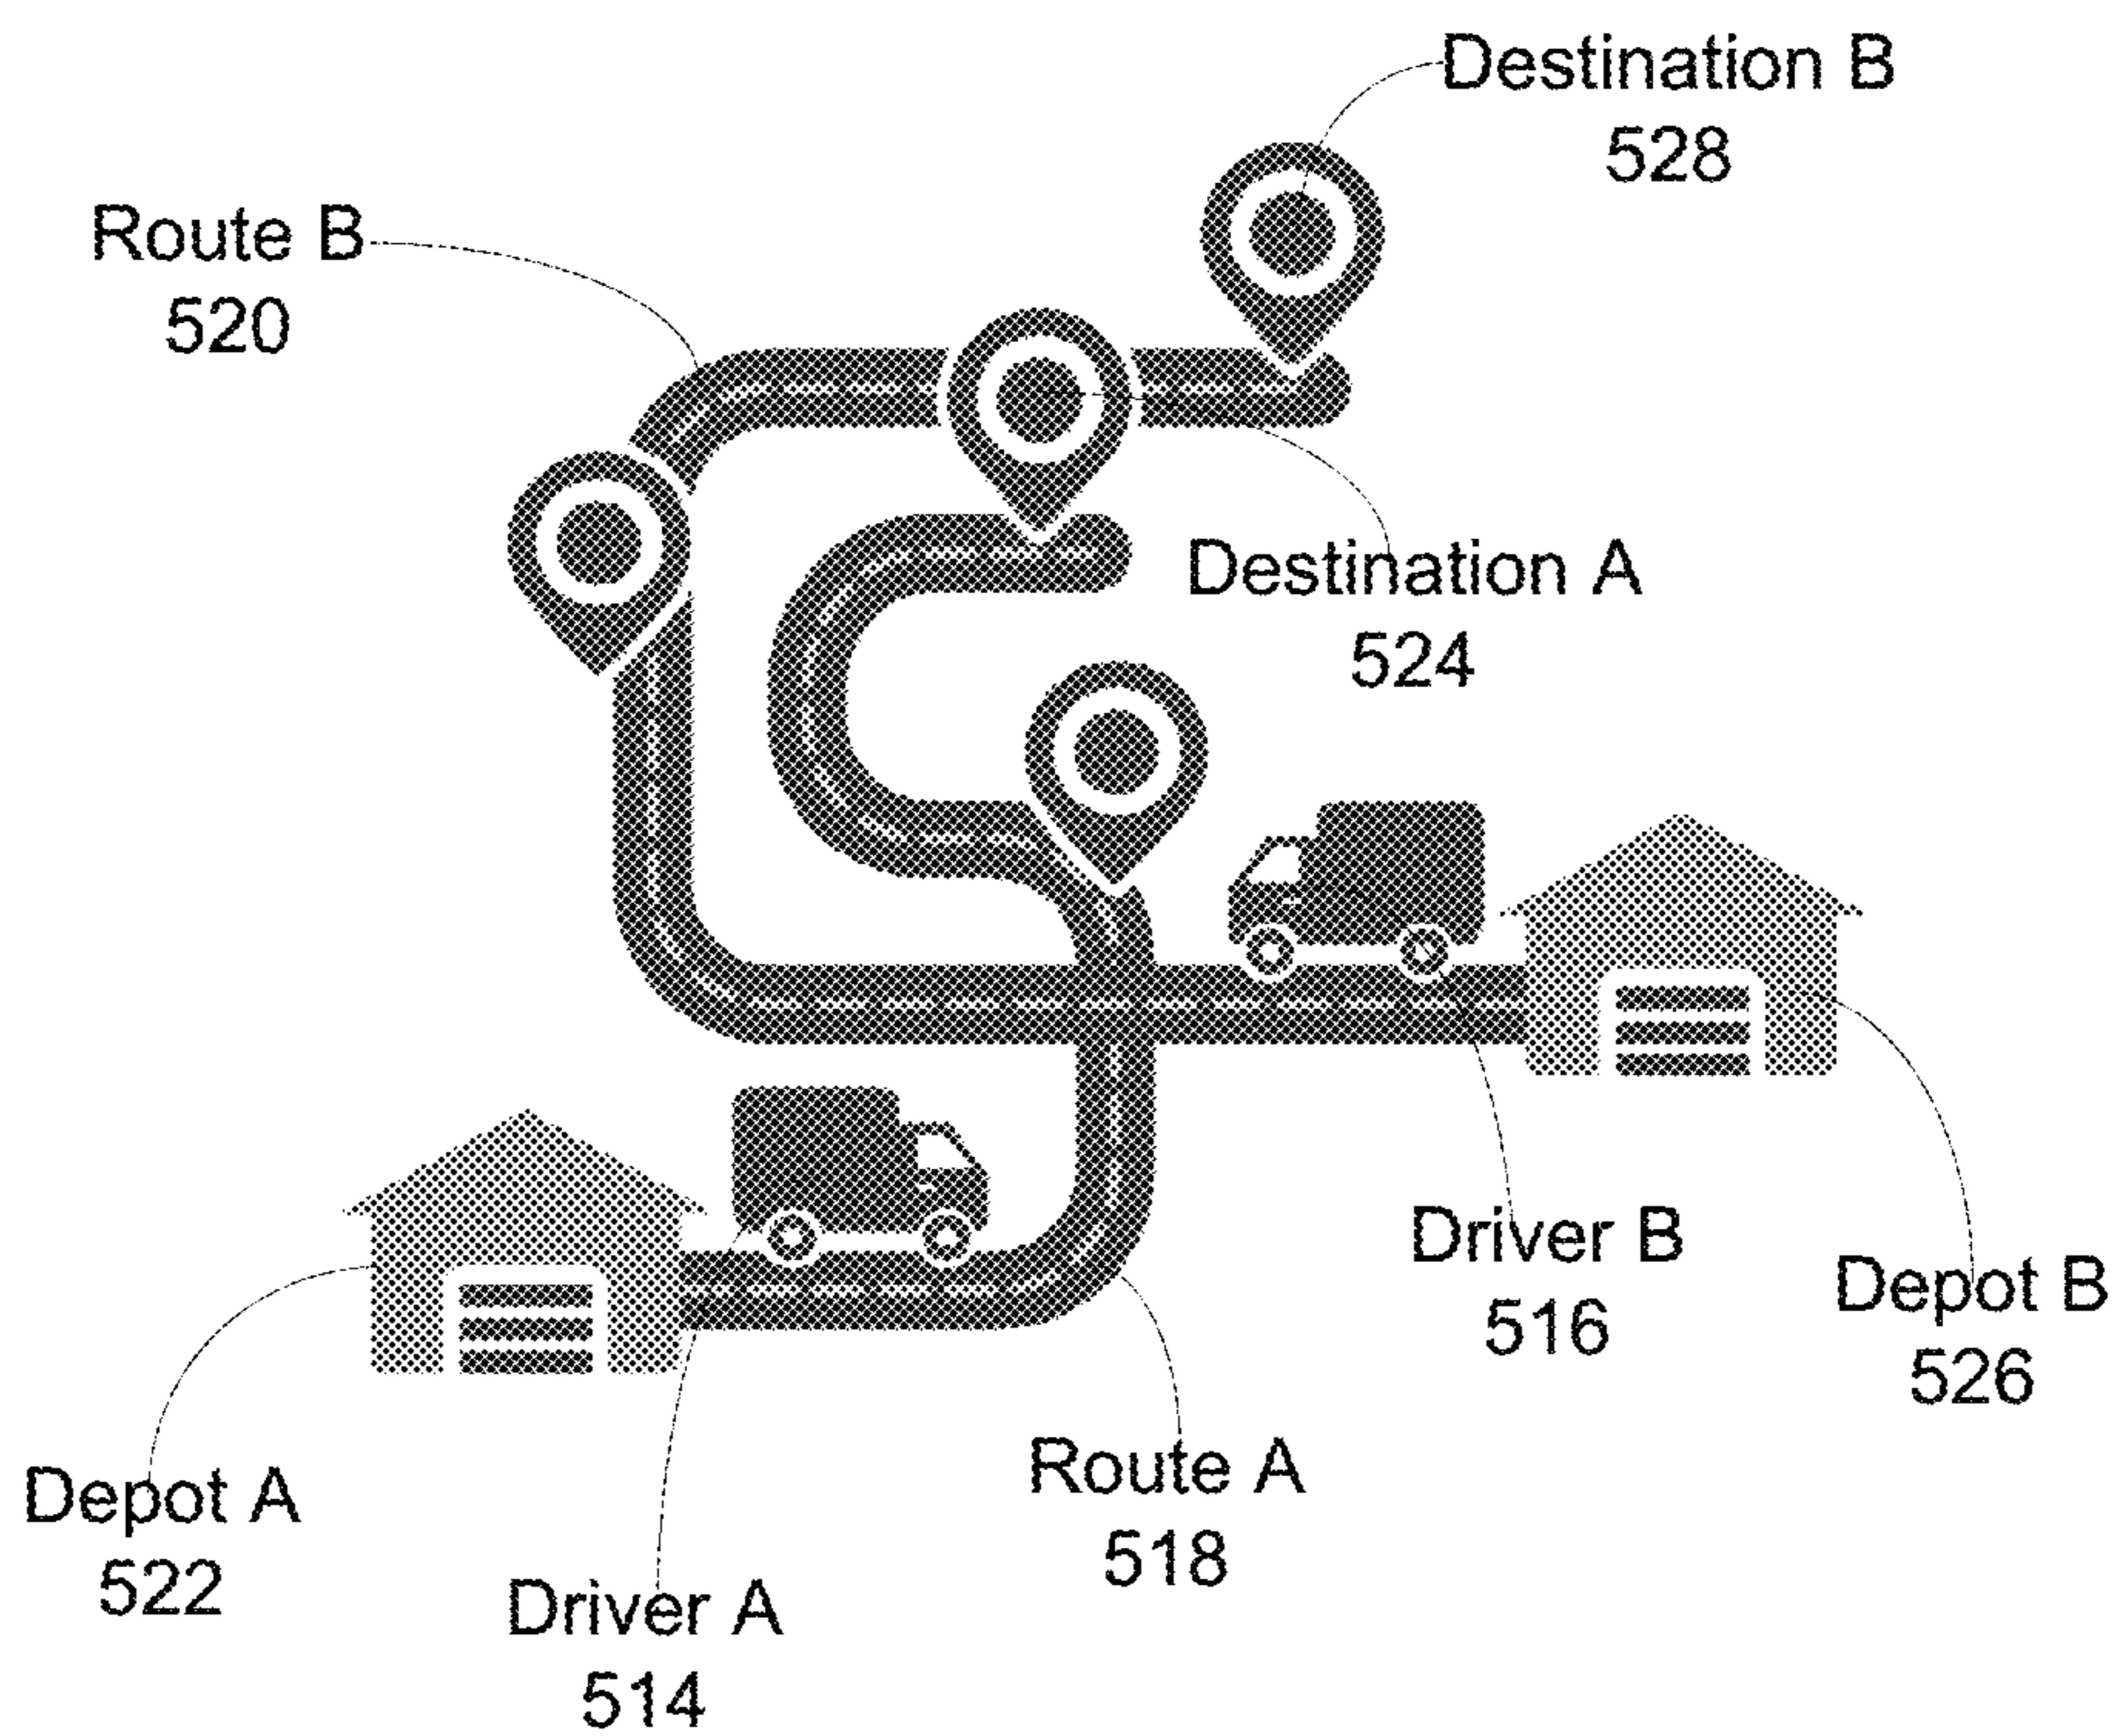 Destination B
528
Route B
520
Destination A
524
Driver B
516
Depot B
526
Route A
518
Depot A
522
Driver A
514